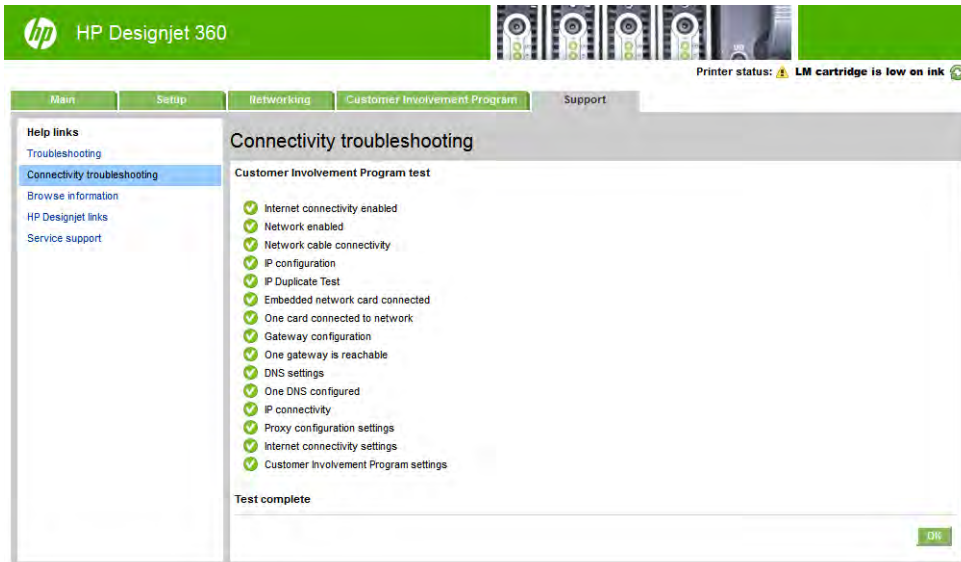 hp HP Designjet 360
Printer status: LM cartridge is low on ink
Main Setup Networking Customer Involvement Program Support
Help links
Troubleshooting
Connectivity troubleshooting
Browse information
HP Designjet links
Service support
Connectivity troubleshooting
Customer Involvement Program test
Internet connectivity enabled
Network enabled
Network cable connectivity
IP configuration
IP Duplicate Test
Embedded network card connected
One card connected to network
Gateway configuration
One gateway is reachable
DNS settings
One DNS configured
IP connectivity
Proxy configuration settings
Internet connectivity settings
Customer Involvement Program settings
Test complete
OK